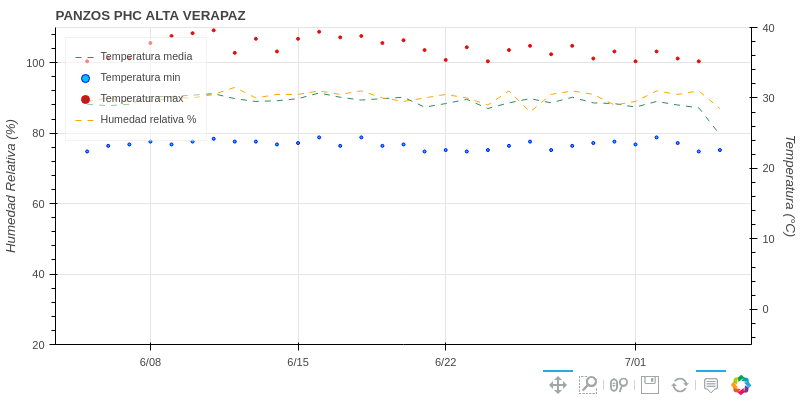 PANZOS PHC ALTA VERAPAZ
Temperatura media
Temperatura min
Temperatura max
Humedad relativa %
Humedad Relativa (%)
100
80
60
40
20
40
30
20
10
0
Temperatura (°C)
6/08
6/15
6/22
7/01